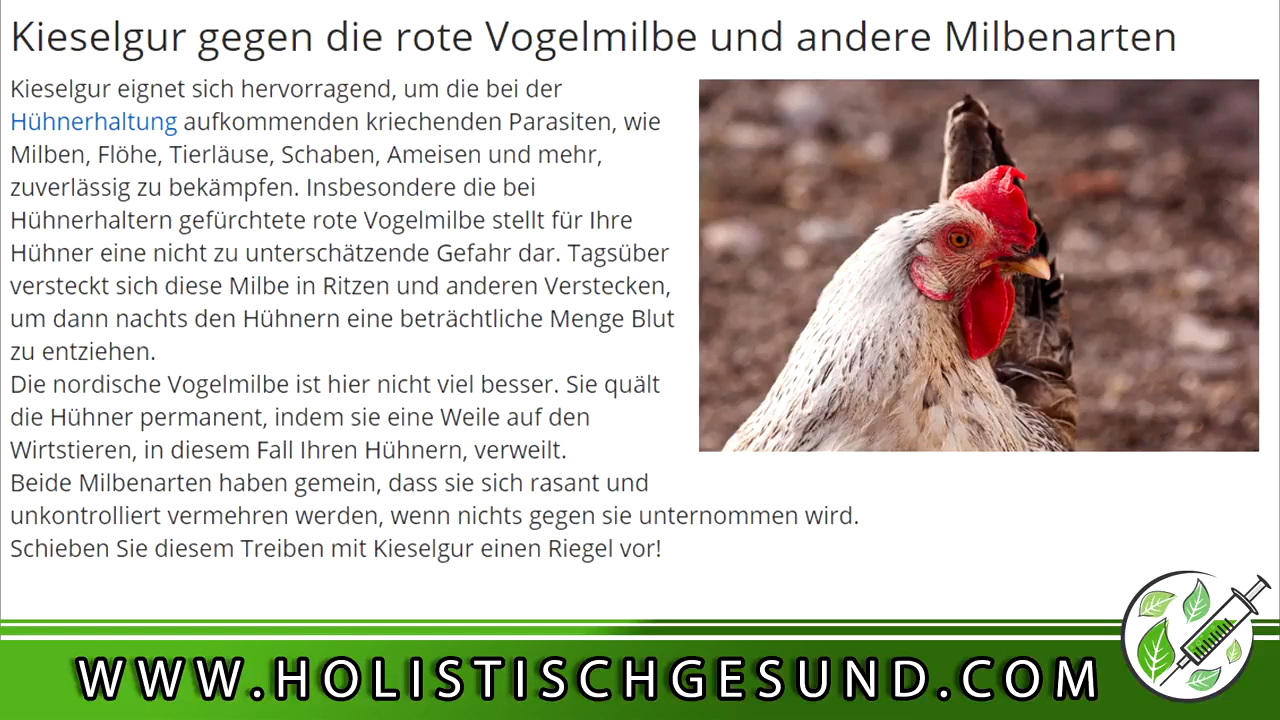 Kieselgur gegen die rote Vogelmilbe und andere Milbenarten
Kieselgur eignet sich hervorragend, um die bei der
Hühnerhaltung aufkommenden kriechenden Parasiten, wie
Milben, Flöhe, Tierläuse, Schaben, Ameisen und mehr,
zuverlässig zu bekämpfen. Insbesondere die bei
Hühnerhaltern gefürchtete rote Vogelmilbe stellt für Ihre
Hühner eine nicht zu unterschätzende Gefahr dar. Tagsüber
versteckt sich diese Milbe in Ritzen und anderen Verstecken,
um dann nachts den Hühnern eine beträchtliche Menge Blut
zu entziehen.
Die nordische Vogelmilbe ist hier nicht viel besser. Sie quält
die Hühner permanent, indem sie eine Weile auf den
Wirtstieren, in diesem Fall Ihren Hühnern, verweilt.
Beide Milbenarten haben gemein, dass sie sich rasant und
unkontrolliert vermehren werden, wenn nichts gegen sie unternommen wird.
Schieben Sie diesem Treiben mit Kieselgur einen Riegel vor!
WWW.HOLISTISCHGESUND.COM